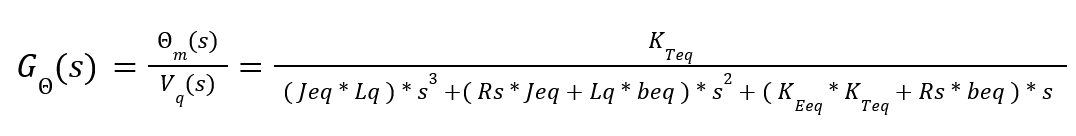 G_Θ(s) = Θ_m(s) / V_q(s) = K_Teq / ( Jeq * Lq ) * s^3 + ( Rs * Jeq + Lq * beq ) * s^2 + ( K_Eeq * K_Teq + Rs * beq ) * s